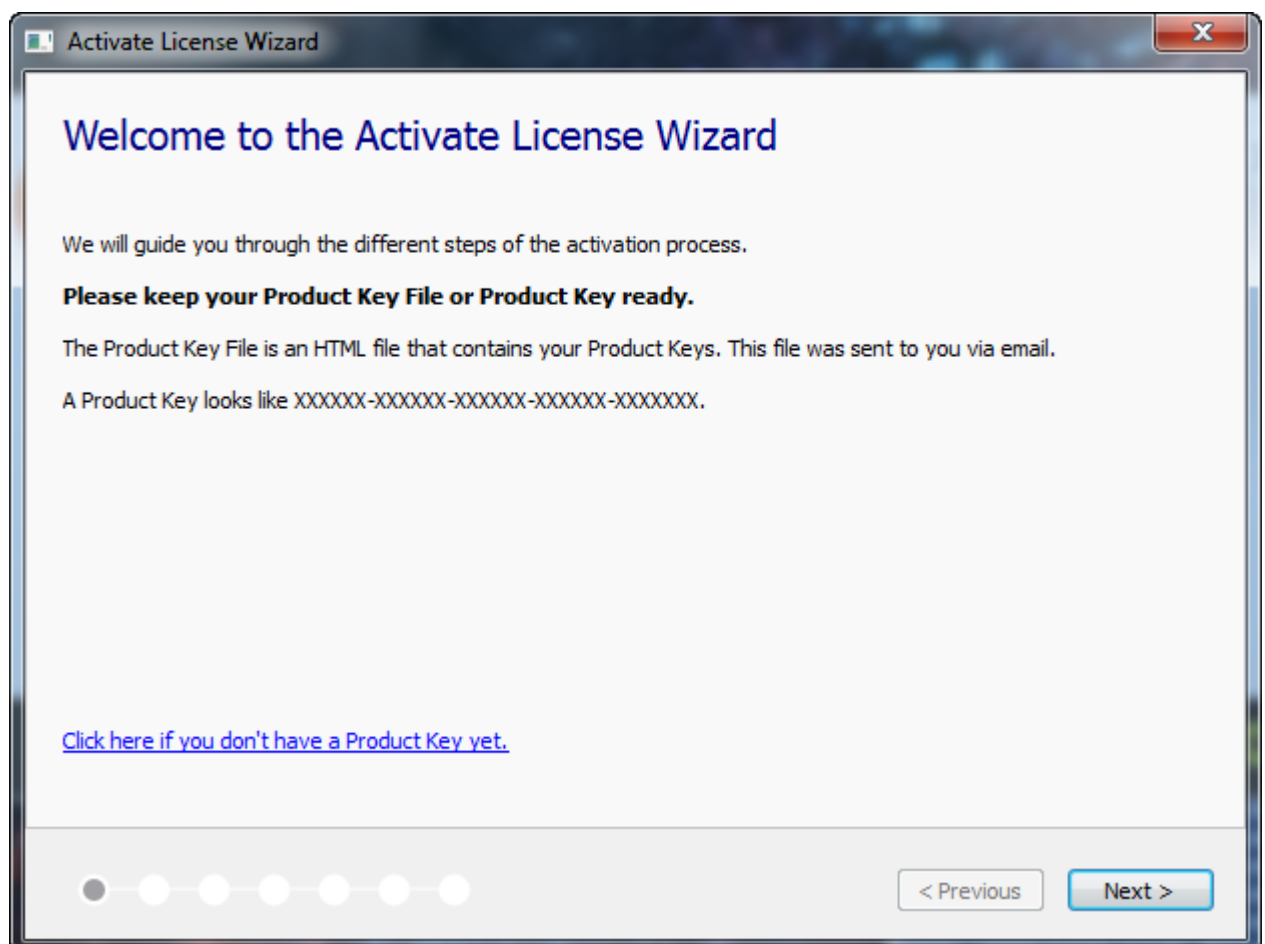 Activate License Wizard
Welcome to the Activate License Wizard
We will guide you through the different steps of the activation process.
Please keep your Product Key File or Product Key ready.
The Product Key File is an HTML file that contains your Product Keys. This file was sent to you via email.
A Product Key looks like XXXXXX-XXXXXX-XXXXXX-XXXXXX-XXXXXXX.
Click here if you don't have a Product Key yet.
< Previous
Next >